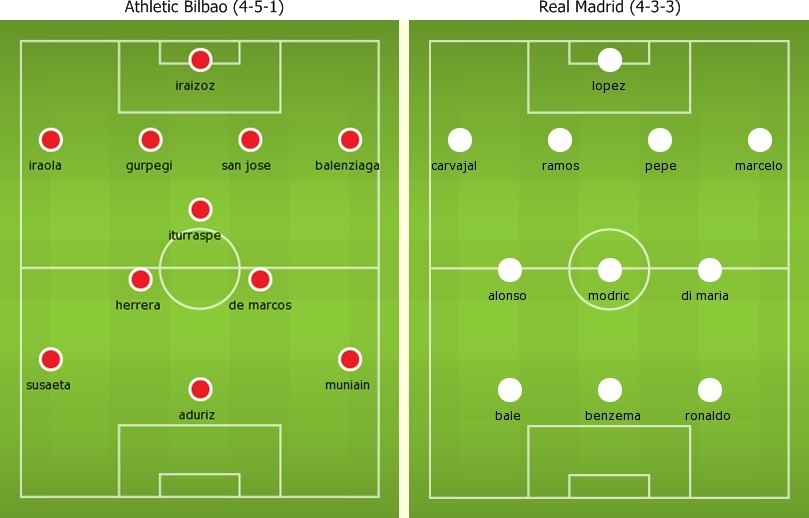 Athletic Bilbao (4-5-1)
iraizoz
iraola gurpegi san jose balenziaga
iturraspe
herrera de marcos
susaeta muniain
aduriz
Real Madrid (4-3-3)
lopez
carvajal ramos pepe marcelo
alonso modric di maria
bale benzema ronaldo